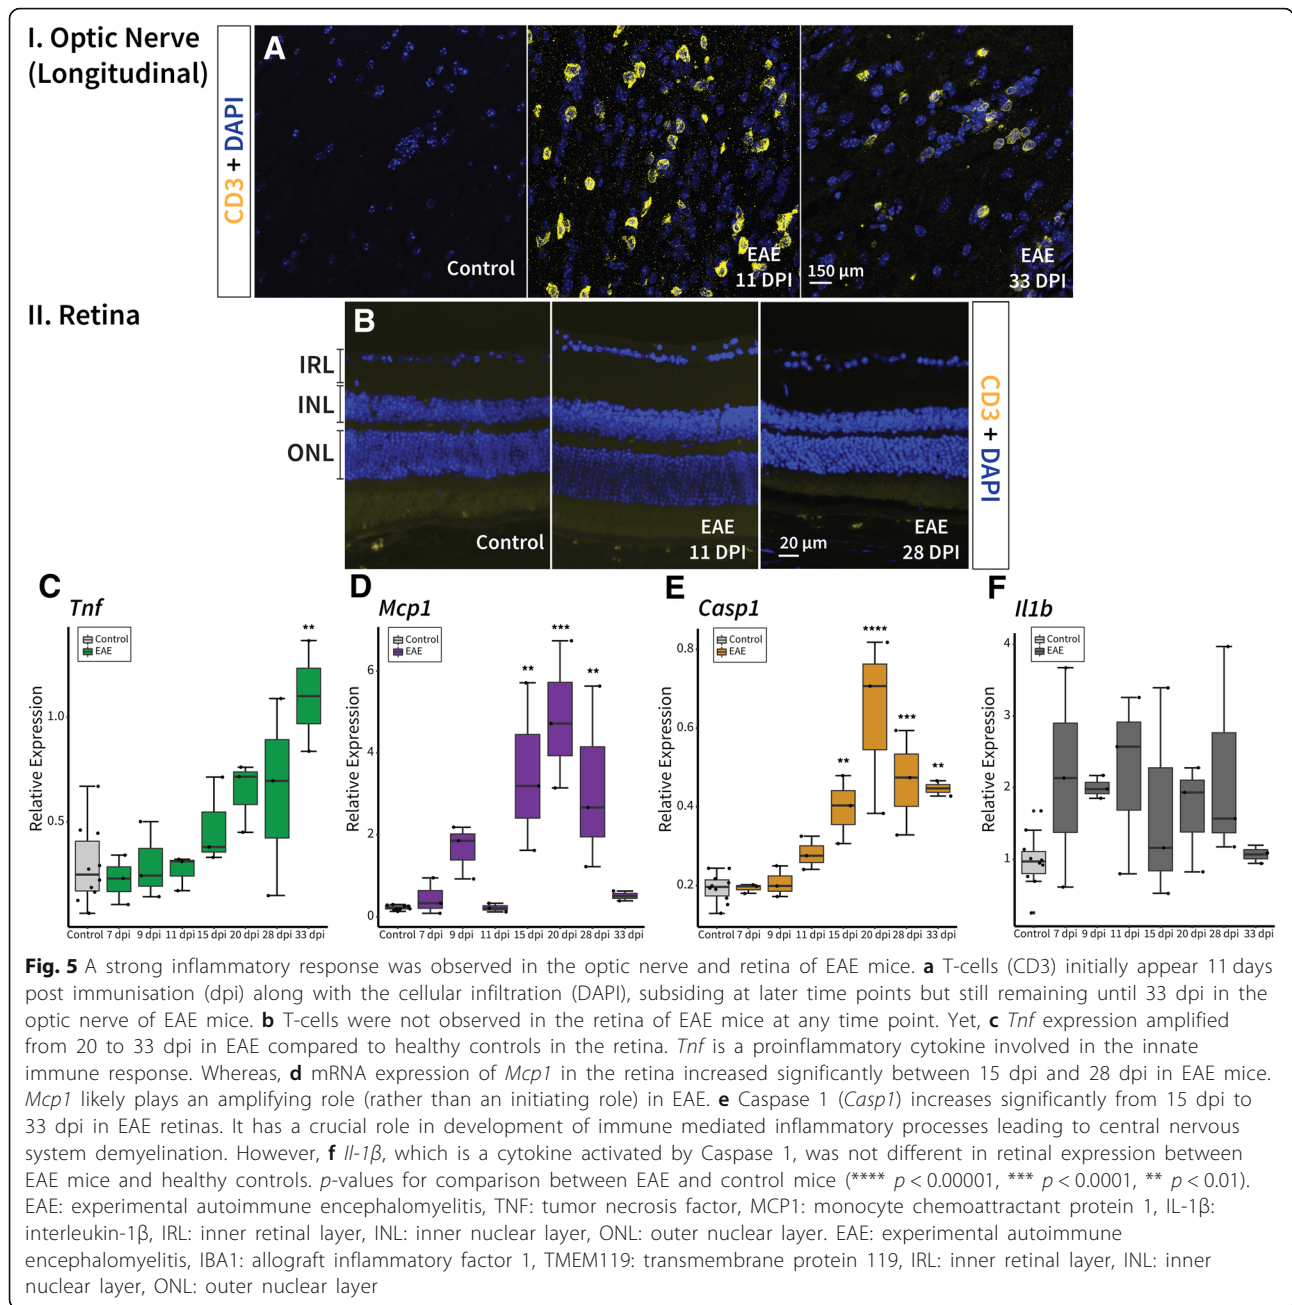 I. Optic Nerve
(Longitudinal)
CD3 + DAPI
A
Control
EAE
11 DPI
150 µm
EAE
33 DPI
II. Retina
B
IRL
INL
ONL
Control
EAE
11 DPI
20 µm
EAE
28 DPI
CD3 + DAPI
C
Tnf
Control
EAE
**
Relative Expression
1.0
0.5
Control 7 dpi 9 dpi 11 dpi 15 dpi 20 dpi 28 dpi 33 dpi
D
Mcp1
Control
EAE
** *** **
Relative Expression
6
4
2
0
Control 7 dpi 9 dpi 11 dpi 15 dpi 20 dpi 28 dpi 33 dpi
E
Casp1
Control
EAE
** **** *** **
Relative Expression
0.8
0.6
0.4
0.2
Control 7 dpi 9 dpi 11 dpi 15 dpi 20 dpi 28 dpi 33 dpi
F
Il1b
Control
EAE
Relative Expression
4
3
2
1
Control 7 dpi 9 dpi 11 dpi 15 dpi 20 dpi 28 dpi 33 dpi
Fig. 5 A strong inflammatory response was observed in the optic nerve and retina of EAE mice. a T-cells (CD3) initially appear 11 days
post immunisation (dpi) along with the cellular infiltration (DAPI), subsiding at later time points but still remaining until 33 dpi in the
optic nerve of EAE mice. b T-cells were not observed in the retina of EAE mice at any time point. Yet, c Tnf expression amplified
from 20 to 33 dpi in EAE compared to healthy controls in the retina. Tnf is a proinflammatory cytokine involved in the innate
immune response. Whereas, d mRNA expression of Mcp1 in the retina increased significantly between 15 dpi and 28 dpi in EAE mice.
Mcp1 likely plays an amplifying role (rather than an initiating role) in EAE. e Caspase 1 (Casp1) increases significantly from 15 dpi to
33 dpi in EAE retinas. It has a crucial role in development of immune mediated inflammatory processes leading to central nervous
system demyelination. However, f Il-1β, which is a cytokine activated by Caspase 1, was not different in retinal expression between
EAE mice and healthy controls. p-values for comparison between EAE and control mice (**** p < 0.00001, *** p < 0.0001, ** p < 0.01).
EAE: experimental autoimmune encephalomyelitis, TNF: tumor necrosis factor, MCP1: monocyte chemoattractant protein 1, IL-1β:
interleukin-1β, IRL: inner retinal layer, INL: inner nuclear layer, ONL: outer nuclear layer. EAE: experimental autoimmune
encephalomyelitis, IBA1: allograft inflammatory factor 1, TMEM119: transmembrane protein 119, IRL: inner retinal layer, INL: inner
nuclear layer, ONL: outer nuclear layer